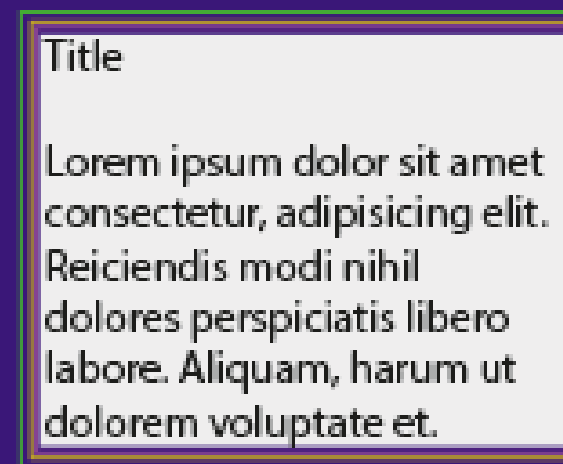 Title
Lorem ipsum dolor sit amet
consectetur, adipisicing elit.
Reiciendis modi nihil
dolores perspiciatis libero
labore. Aliquam, harum ut
dolorem voluptate et.